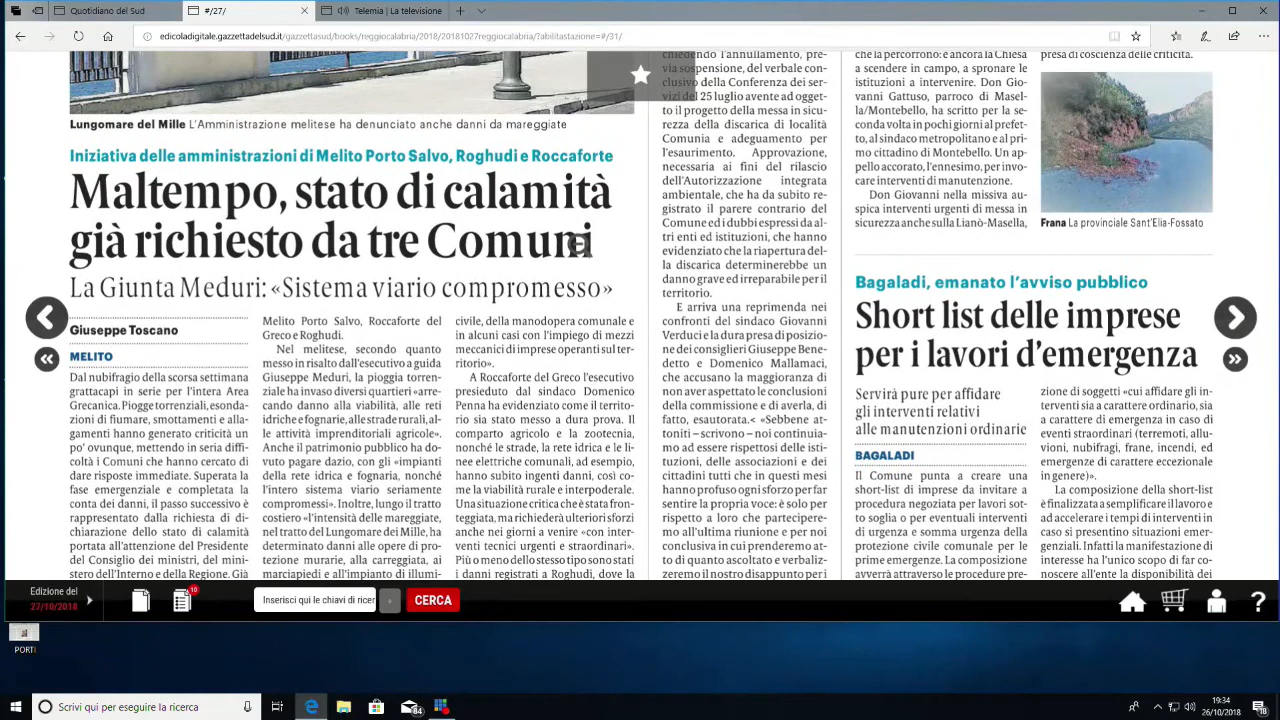 Quotidiano del Sud
#/27/
Telemia | La televisione
edicoladigitale.gazzettadelsud.it/gazzettasud/books/reggiocalabria/2018/20181027reggiocalabria/?abilitastazione=#/31/
Lungomare del Mille L'Amministrazione melitese ha denunciato anche danni da mareggiate
Iniziativa delle amministrazioni di Melito Porto Salvo, Roghudi e Roccaforte
Maltempo, stato di calamità
già richiesto da tre Comuni
La Giunta Meduri: «Sistema viario compromesso»
Giuseppe Toscano
MELITO
Dal nubifragio della scorsa settimana
grattacapi in serie per l'intera Area
Grecanica. Piogge torrenziali, esonda-
zioni di fiumare, smottamenti e alla-
gamenti hanno generato criticità un
po' ovunque, mettendo in seria diffi-
coltà i Comuni che hanno cercato di
dare risposte immediate. Superata la
fase emergenziale e completata la
conta dei danni, il passo successivo è
rappresentato dalla richiesta di di-
chiarazione dello stato di calamità
portata all'attenzione del Presidente
del Consiglio dei ministri, del mini-
stero dell'Interno e della Regione. Già
Melito Porto Salvo, Roccaforte del
Greco e Roghudi.
Nel melitese, secondo quanto
messo in risalto dall'esecutivo a guida
Giuseppe Meduri, la pioggia torren-
ziale ha invaso diversi quartieri «arre-
cando danno alla viabilità, alle reti
idriche e fognarie, alle strade rurali, al-
le attività imprenditoriali agricole».
Anche il patrimonio pubblico ha do-
vuto pagare dazio, con gli «impianti
della rete idrica e fognaria, nonché
l'intero sistema viario seriamente
compromessi». Inoltre, lungo il tratto
costiero «l'intensità delle mareggiate,
nel tratto del Lungomare dei Mille, ha
determinato danni alle opere di pro-
tezione murarie, alla carreggiata, ai
marciapiedi e all'impianto di illumi-
civile, della manodopera comunale e
in alcuni casi con l'impiego di mezzi
meccanici di imprese operanti sul ter-
ritorio».
A Roccaforte del Greco l'esecutivo
presieduto dal sindaco Domenico
Penna ha evidenziato come il territo-
rio sia stato messo a dura prova. Il
comparto agricolo e la zootecnia,
nonché le strade, la rete idrica e le li-
nee elettriche comunali, ad esempio,
hanno subito ingenti danni, così co-
me la viabilità rurale e interpoderale.
Una situazione critica che è stata fron-
teggiata, ma richiederà ulteriori sforzi
anche nei giorni a venire «con inter-
venti tecnici urgenti e straordinari».
Più o meno dello stesso tipo sono stati
i danni registrati a Roghudi, dove la
chiedendo l'annullamento, pre-
via sospensione, del verbale con-
clusivo della Conferenza dei ser-
vizi del 25 luglio avente ad ogget-
to il progetto della messa in sicu-
rezza della discarica di località
Comunia e adeguamento per
l'esaurimento. Approvazione,
necessaria ai fini del rilascio
dell'Autorizzazione integrata
ambientale, che ha da subito re-
gistrato il parere contrario del
Comune ed i dubbi espressi da al-
tri enti ed istituzioni, che hanno
evidenziato che la riapertura del-
la discarica determinerebbe un
danno grave ed irreparabile per il
territorio.
E arriva una reprimenda nei
confronti del sindaco Giovanni
Verduci e la dura presa di posizio-
ne dei consiglieri Giuseppe Bene-
detto e Domenico Mallamaci,
che accusano la maggioranza di
non aver aspettato le conclusioni
della commissione e di averla, di
fatto, esautorata.< «Sebbene at-
toniti – scrivono – noi continuia-
mo ad essere rispettosi delle isti-
tuzioni, delle associazioni e dei
cittadini tutti che in questi mesi
hanno profuso ogni sforzo per far
sentire la propria voce: è solo per
rispetto a loro che partecipere-
mo all'ultima riunione e per noi
conclusiva in cui prenderemo at-
to di quanto ascoltato e verbaliz-
zeremo il nostro disappunto per i
che la percorrono: e ancora la Chiesa
a scendere in campo, a spronare le
istituzioni a intervenire. Don Gio-
vanni Gattuso, parroco di Masel-
la/Montebello, ha scritto per la se-
conda volta in pochi giorni al prefet-
to, al sindaco metropolitano e al pri-
mo cittadino di Montebello. Un ap-
pello accorato, l'ennesimo, per invo-
care interventi di manutenzione.
Don Giovanni nella missiva au-
spica interventi urgenti di messa in
sicurezza anche sulla Lianò-Masella,
presa di coscienza delle criticità.
Frana La provinciale Sant'Elia-Fossato
Bagaladi, emanato l'avviso pubblico
Short list delle imprese
per i lavori d'emergenza
Servirà pure per affidare
gli interventi relativi
alle manutenzioni ordinarie
BAGALADI
Il Comune punta a creare una
short-list di imprese da invitare a
procedura negoziata per lavori sot-
to soglia o per eventuali interventi
di urgenza e somma urgenza della
protezione civile comunale per le
prime emergenze. La composizione
avverrà attraverso le procedure pre-
zione di soggetti «cui affidare gli in-
terventi sia a carattere ordinario, sia
a carattere di emergenza in caso di
eventi straordinari (terremoti, allu-
vioni, nubifragi, frane, incendi, ed
emergenze di carattere eccezionale
in genere)».
La composizione della short-list
è finalizzata a semplificare il lavoro e
ad accelerare i tempi di interventi in
caso si presentino situazioni emer-
genziali. Infatti la manifestazione di
interesse ha l'unico scopo di far co-
noscere all'ente la disponibilità dei
Edizione del
27/10/2018
10
Inserisci qui le chiavi di ricer
+
CERCA
?
PORTI
Scrivi qui per eseguire la ricerca
84
19:34
26/10/2018
18